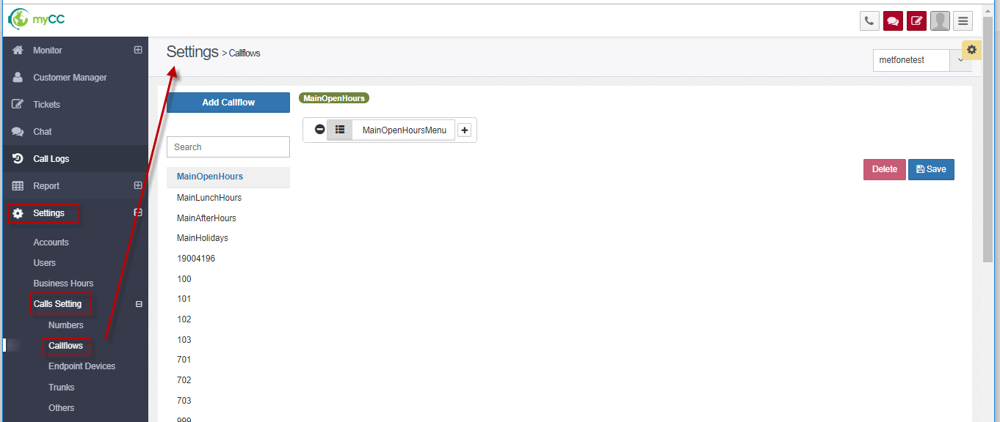 myCC
Monitor
Customer Manager
Tickets
Chat
Call Logs
Report
Settings
Accounts
Users
Business Hours
Calls Setting
Numbers
Callflows
Endpoint Devices
Trunks
Others
Settings > Callflows
metfonetest
Add Callflow
Search
MainOpenHours
MainLunchHours
MainAfterHours
MainHolidays
19004196
100
101
102
103
701
702
703
999
MainOpenHours
MainOpenHoursMenu
Delete
Save